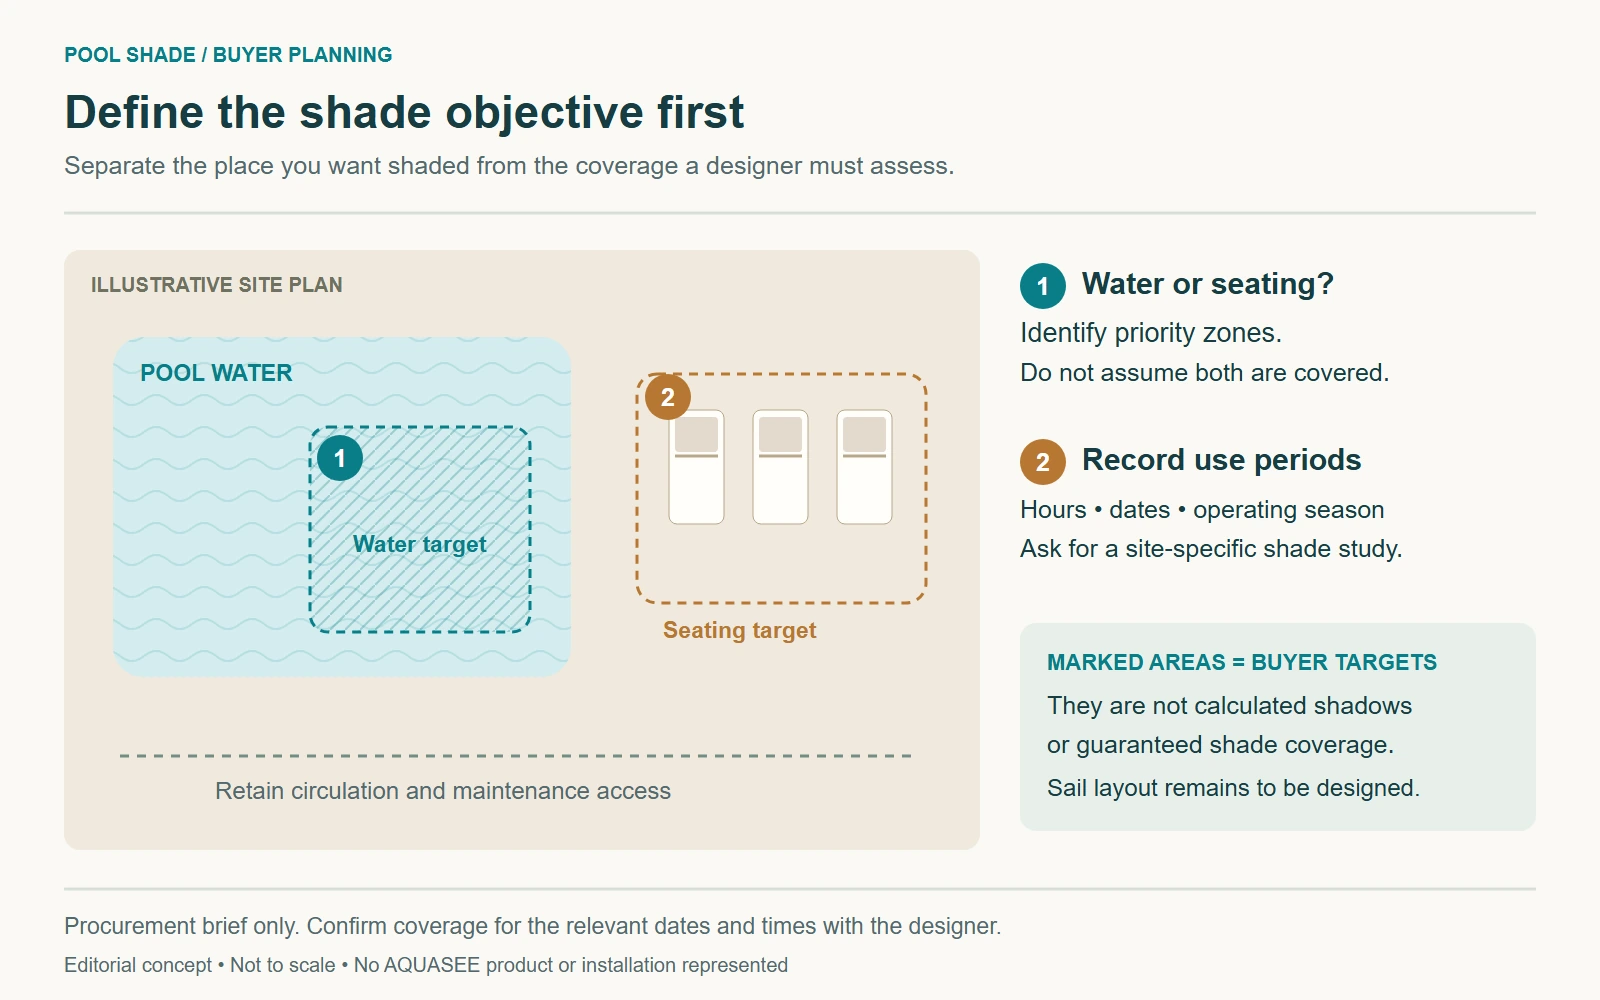 POOL SHADE / BUYER PLANNING
Define the shade objective first
Separate the place you want shaded from the coverage a designer must assess.
ILLUSTRATIVE SITE PLAN
POOL WATER
1
Water target
2
Seating target
Retain circulation and maintenance access
1 Water or seating?
Identify priority zones.
Do not assume both are covered.
2 Record use periods
Hours • dates • operating season
Ask for a site-specific shade study.
MARKED AREAS = BUYER TARGETS
They are not calculated shadows
or guaranteed shade coverage.
Sail layout remains to be designed.
Procurement brief only. Confirm coverage for the relevant dates and times with the designer.
Editorial concept • Not to scale • No AQUASEE product or installation represented